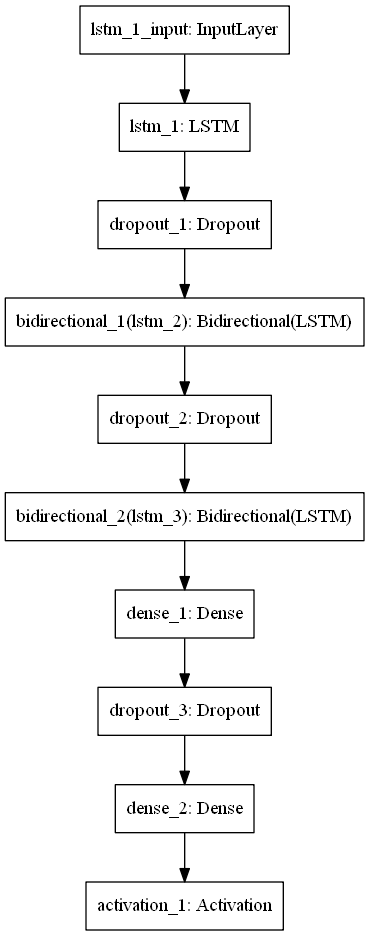 lstm_1_input: InputLayer
lstm_1: LSTM
dropout_1: Dropout
bidirectional_1(lstm_2): Bidirectional(LSTM)
dropout_2: Dropout
bidirectional_2(lstm_3): Bidirectional(LSTM)
dense_1: Dense
dropout_3: Dropout
dense_2: Dense
activation_1: Activation